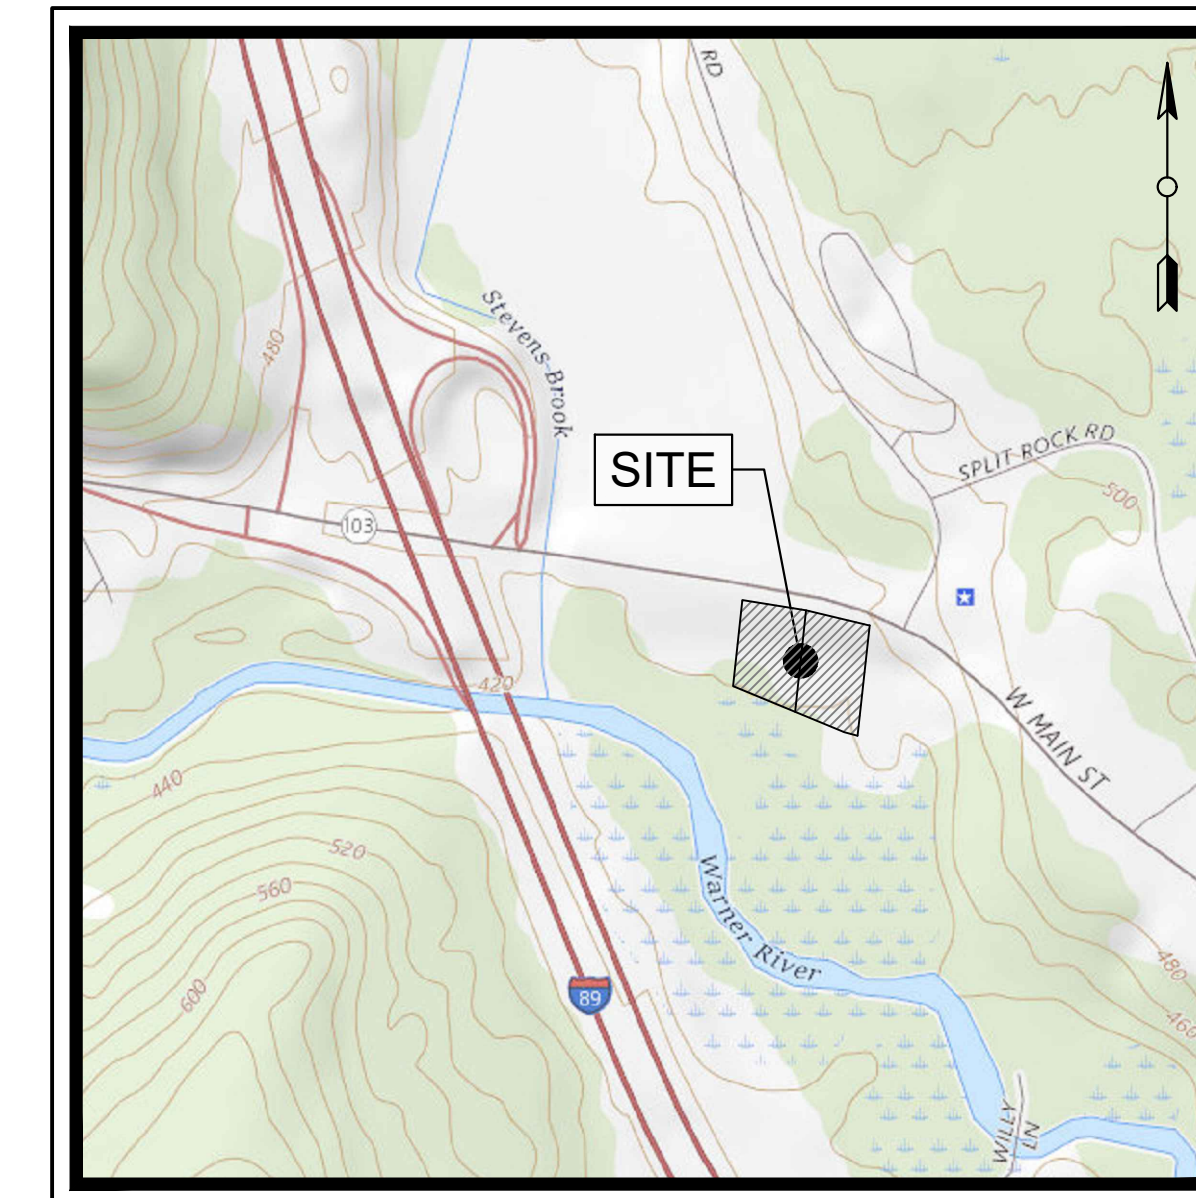 RD
Stevens Brook
480
SITE
SPLIT ROCK RD
500
103
420
W MAIN ST
440
520
560
Warner River
600
89
480
460
WILLY
LN